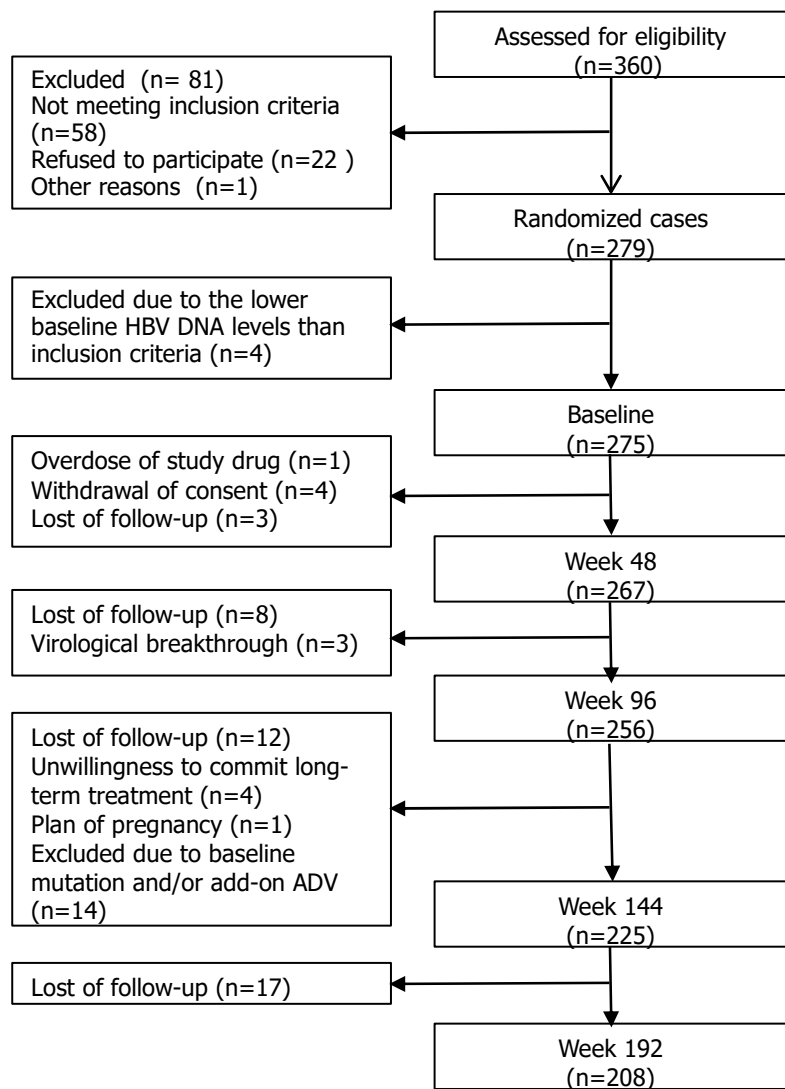 Assessed for eligibility
(n=360)
Excluded  (n= 81)
Not meeting inclusion criteria
(n=58)
Refused to participate (n=22 )
Other reasons  (n=1)
Randomized cases
(n=279)
Excluded due to the lower
baseline HBV DNA levels than
inclusion criteria (n=4)
Baseline
(n=275)
Overdose of study drug (n=1)
Withdrawal of consent (n=4)
Lost of follow-up (n=3)
Week 48
(n=267)
Lost of follow-up (n=8)
Virological breakthrough (n=3)
Week 96
(n=256)
Lost of follow-up (n=12)
Unwillingness to commit long-
term treatment (n=4)
Plan of pregnancy (n=1)
Excluded due to baseline
mutation and/or add-on ADV
(n=14)
Week 144
(n=225)
Lost of follow-up (n=17)
Week 192
(n=208)